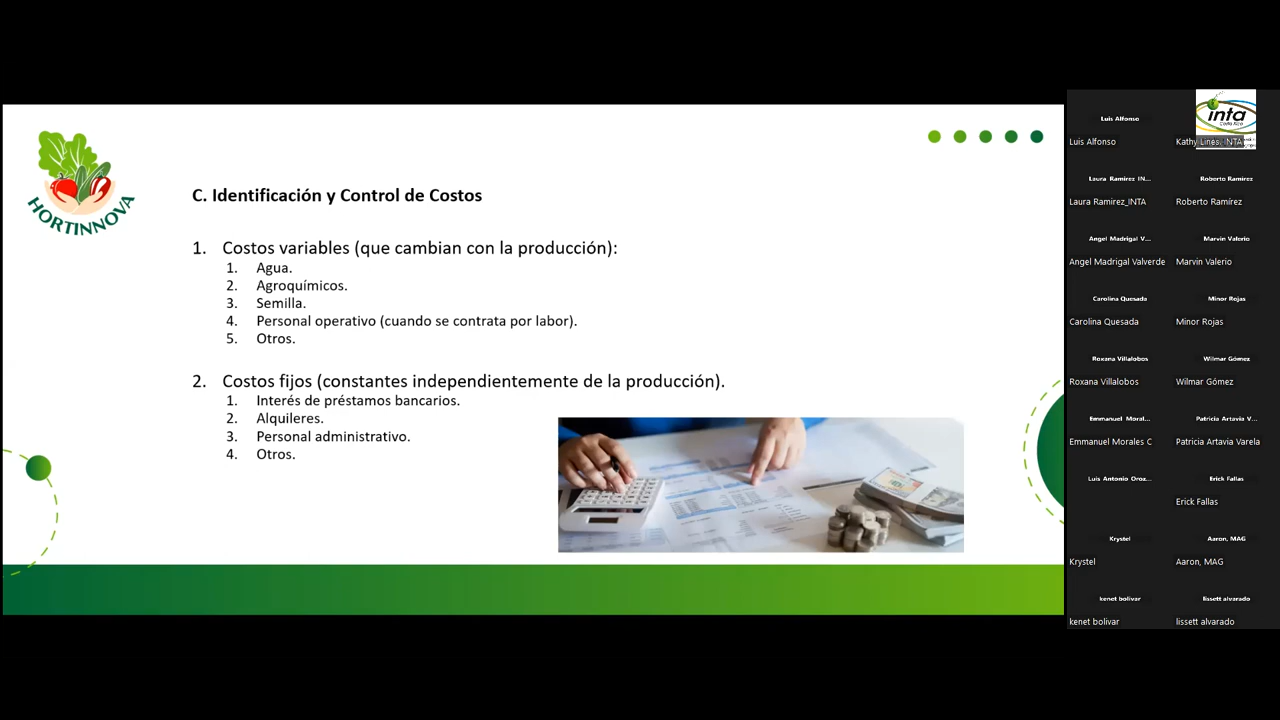 HORTINNOVA
C. Identificación y Control de Costos
1. Costos variables (que cambian con la producción):
1. Agua.
2. Agroquímicos.
3. Semilla.
4. Personal operativo (cuando se contrata por labor).
5. Otros.
2. Costos fijos (constantes independientemente de la producción).
1. Interés de préstamos bancarios.
2. Alquileres.
3. Personal administrativo.
4. Otros.
Luis Alfonso
Luis Alfonso
inta
Costa Rica
Kathy Lines, INTA
Laura Ramirez IN...
Laura Ramirez_INTA
Roberto Ramírez
Roberto Ramírez
Angel Madrigal V...
Angel Madrigal Valverde
Marvin Valerio
Marvin Valerio
Carolina Quesada
Carolina Quesada
Minor Rojas
Minor Rojas
Roxana Villalobos
Roxana Villalobos
Wilmar Gómez
Wilmar Gómez
Emmanuel Moral...
Emmanuel Morales C
Patricia Artavia V...
Patricia Artavia Varela
Luis Antonio Oroz...
Erick Fallas
Erick Fallas
Krystel
Krystel
Aaron, MAG
Aaron, MAG
kenet bolivar
kenet bolivar
lissett alvarado
lissett alvarado